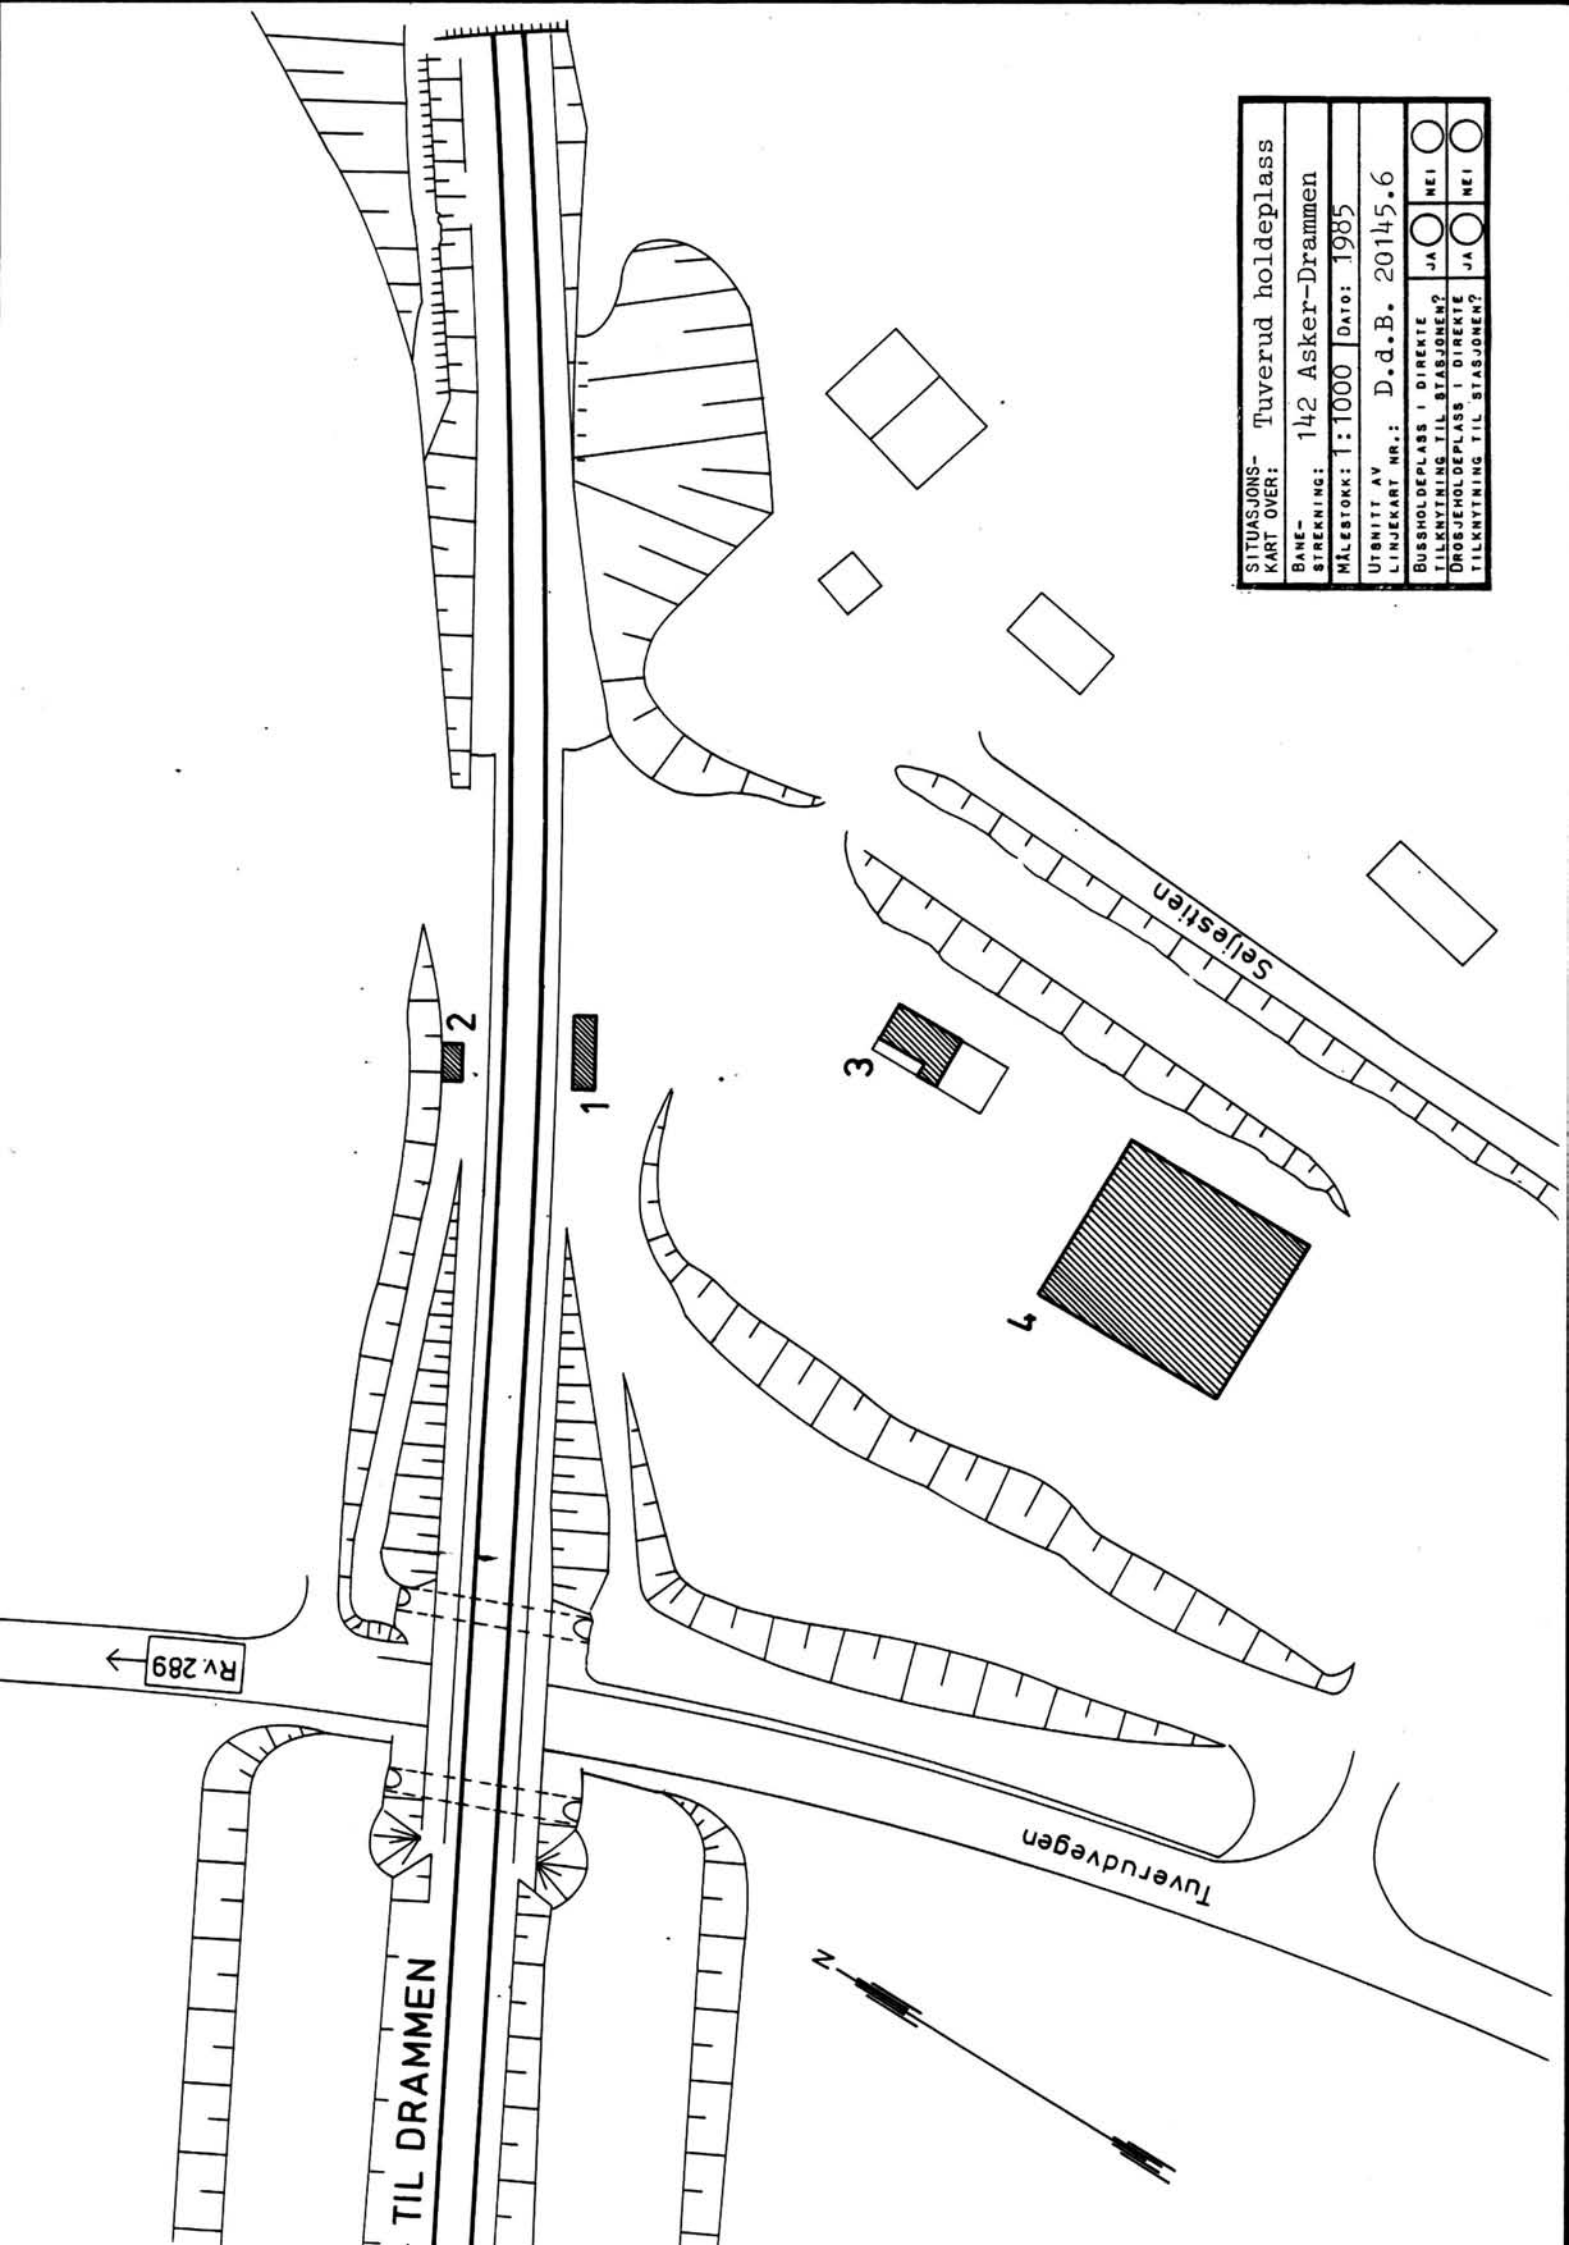 SITUASJONS-
KART OVER: Tuverud holdeplass
BANE-
STREKNING: 142 Asker-Drammen
MÅLESTOKK: 1:1000 DATO: 1985
UTSNITT AV
LINJEKART NR.: D.d.B. 20145.6
BUSSHOLDEPLASS I DIREKTE
TILKNYTNING TIL STASJONEN? JA NEI
DROSJEHOLDEPLASS I DIREKTE
TILKNYTNING TIL STASJONEN? JA NEI
2
1
3
4
Seljestien
Rv. 289
Tuverudvegen
TIL DRAMMEN
N